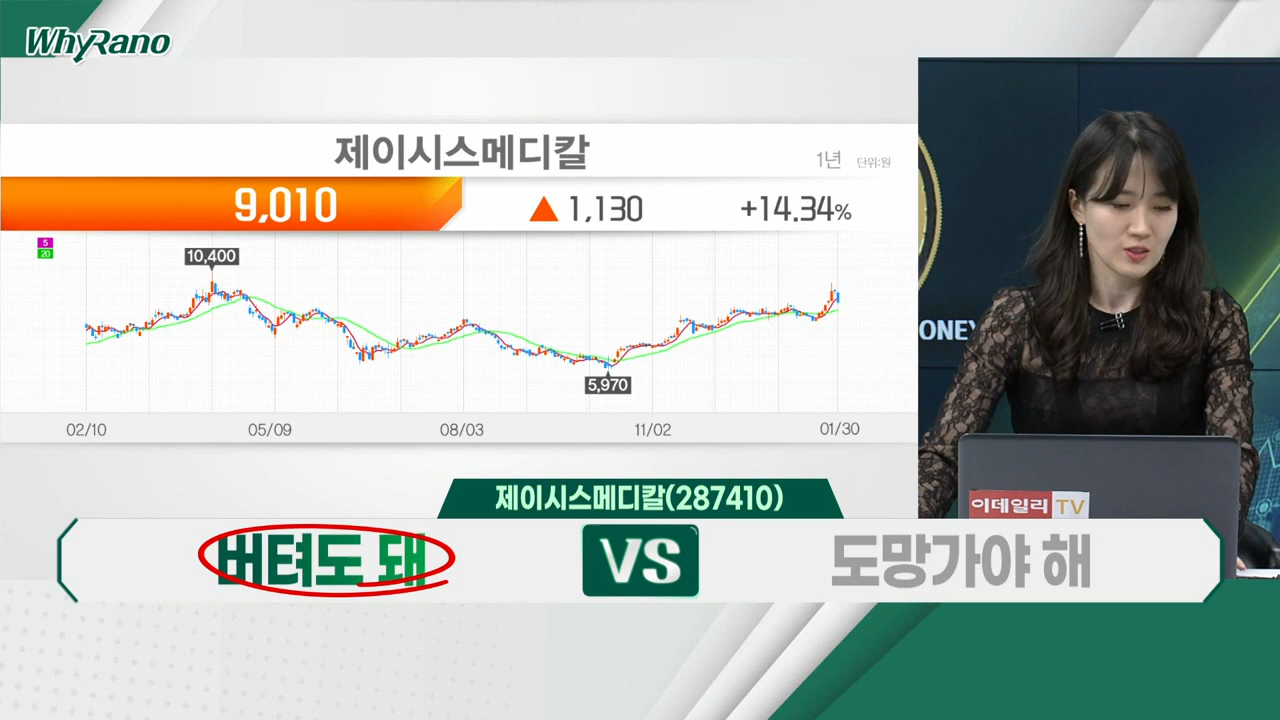 WhyRano
제이시스메디칼
1년 단위:원
9,010 ▲ 1,130 +14.34%
5
20
10,400
5,970
02/10 05/09 08/03 11/02 01/30
ONEY
이데일리 TV
제이시스메디칼(287410)
버텨도 돼 VS 도망가야 해